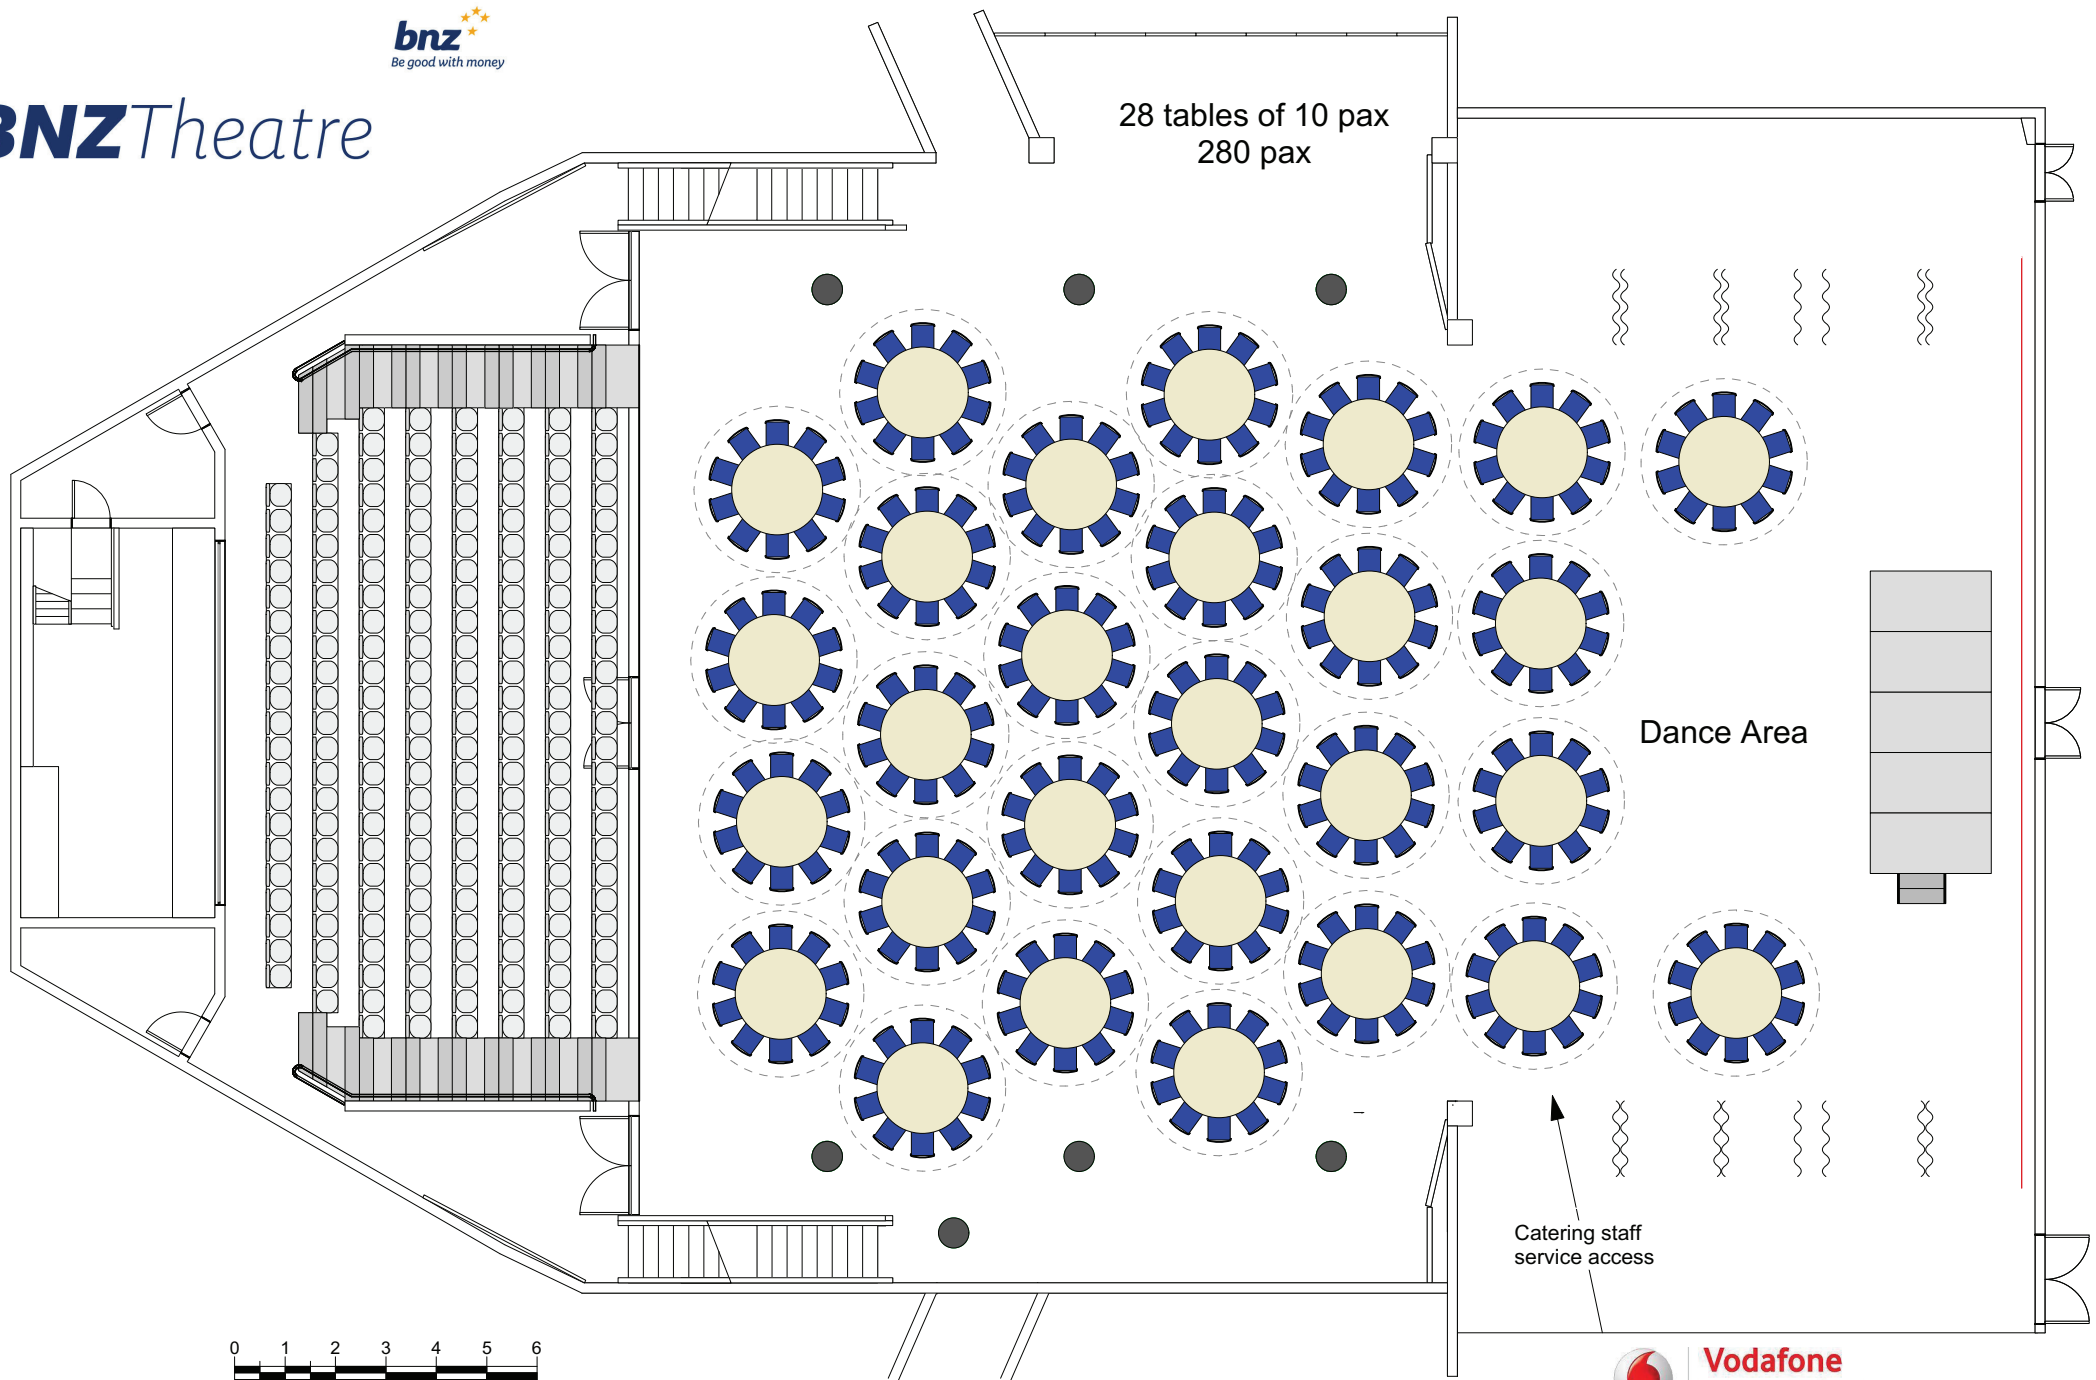 bnz
Be good with money
BNZTheatre
28 tables of 10 pax
280 pax
Dance Area
Catering staff
service access
0 1 2 3 4 5 6
Vodafone